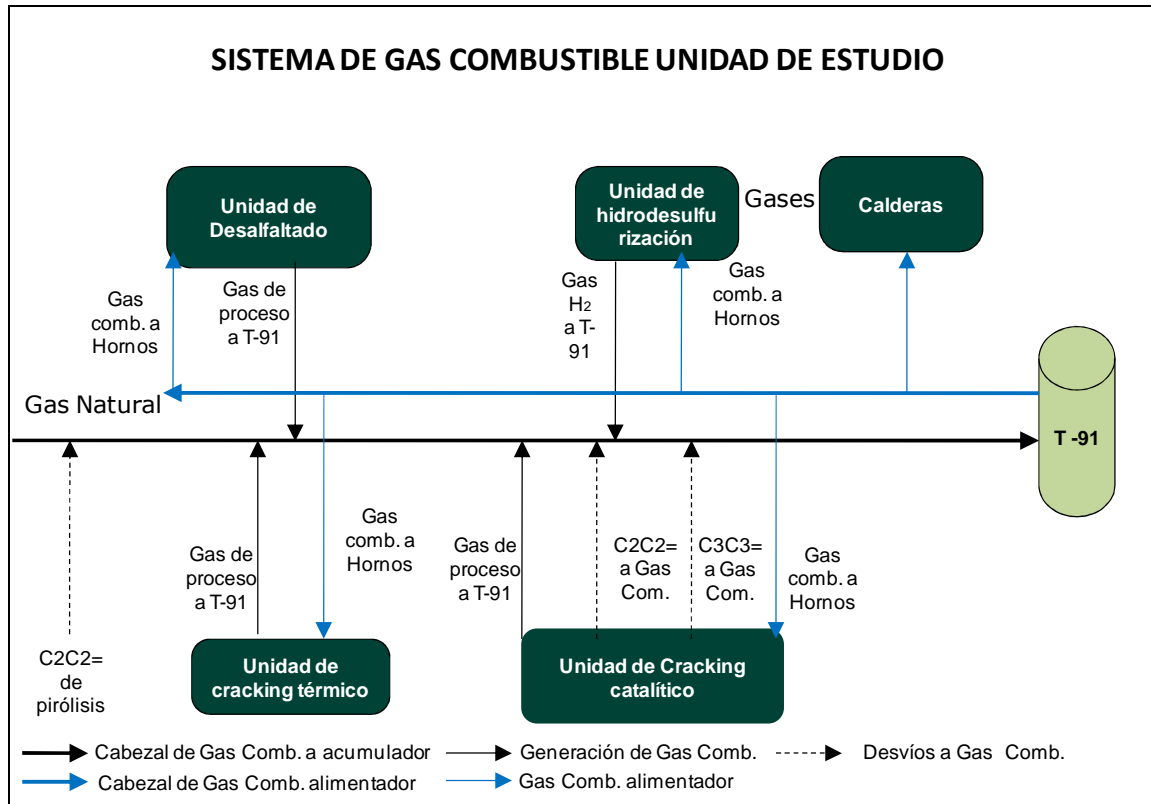 SISTEMA DE GAS COMBUSTIBLE UNIDAD DE ESTUDIO
Unidad de
Desalfaltado
Unidad de
hidrodesulfu
rización
Gases
Calderas
Gas
comb. a
Hornos
Gas de
proceso
a T-91
Gas
H2
a T-
91
Gas
comb. a
Hornos
Gas Natural
T -91
Gas de
proceso
a T-91
Gas
comb. a
Hornos
Gas de
proceso
a T-91
C2C2=
a Gas
Com.
C3C3=
a Gas
Com.
Gas
comb. a
Hornos
C2C2=
de
pirólisis
Unidad de
cracking térmico
Unidad de Cracking
catalítico
Cabezal de Gas Comb. a acumulador
Generación de Gas Comb.
Desvíos a Gas Comb.
Cabezal de Gas Comb. alimentador
Gas Comb. alimentador